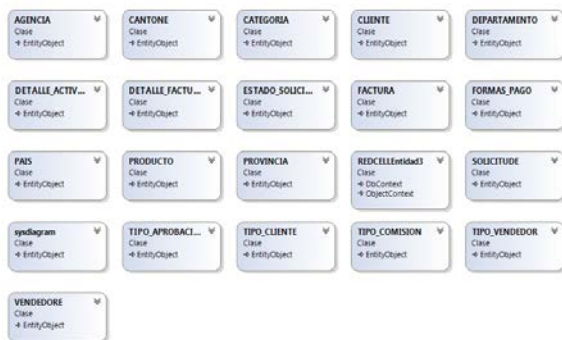 AGENCIA
Clase
EntityObject
CANTONE
Clase
EntityObject
CATEGORIA
Clase
EntityObject
CLIENTE
Clase
EntityObject
DEPARTAMENTO
Clase
EntityObject
DETALLE_ACTIV...
Clase
EntityObject
DETALLE_FACTU...
Clase
EntityObject
ESTADO_SOLICI...
Clase
EntityObject
FACTURA
Clase
EntityObject
FORMAS_PAGO
Clase
EntityObject
PAIS
Clase
EntityObject
PRODUCTO
Clase
EntityObject
PROVINCIA
Clase
EntityObject
REDCELLEntidad3
Clase
DbContext
ObjectContext
SOLICITUDE
Clase
EntityObject
sysdiagram
Clase
EntityObject
TIPO_APROBACI...
Clase
EntityObject
TIPO_CLIENTE
Clase
EntityObject
TIPO_COMISION
Clase
EntityObject
TIPO_VENDEDOR
Clase
EntityObject
VENDEDORE
Clase
EntityObject